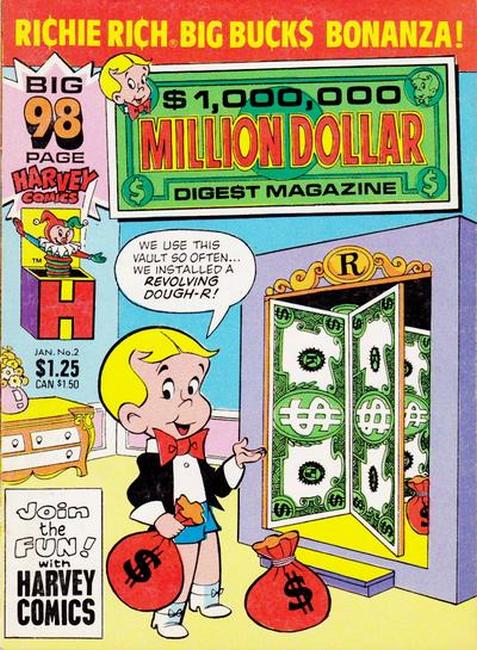 RICHIE RICH® BIG BUCK$ BONANZA!
BIG
98
PAGE
HARVEY
COMICS
TM
H
$1,000,000
MILLION DOLLAR
$ DIGE$T MAGAZINE $
WE USE THIS
VAULT SO OFTEN...
WE INSTALLED A
REVOLVING
DOUGH-R!
R
JAN. No.2
$1.25
CAN $1.50
Join
the
FUN!
with
HARVEY
COMICS
$
$
$
$